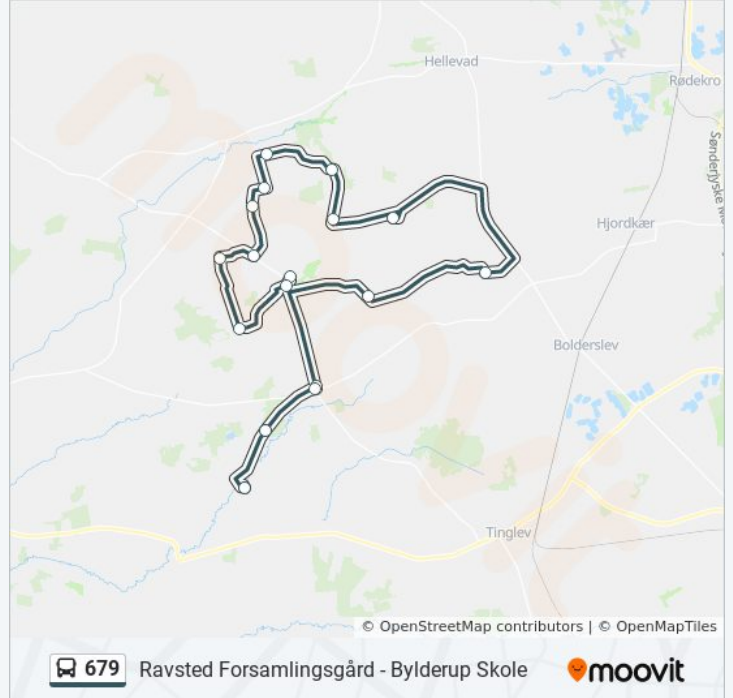 Hellevad
Rødekro
Sønderjyske M
Hjordkær
Bolderslev
Tinglev
© OpenStreetMap contributors | © OpenMapTiles
679 Ravsted Forsamlingsgård - Bylderup Skole moovit